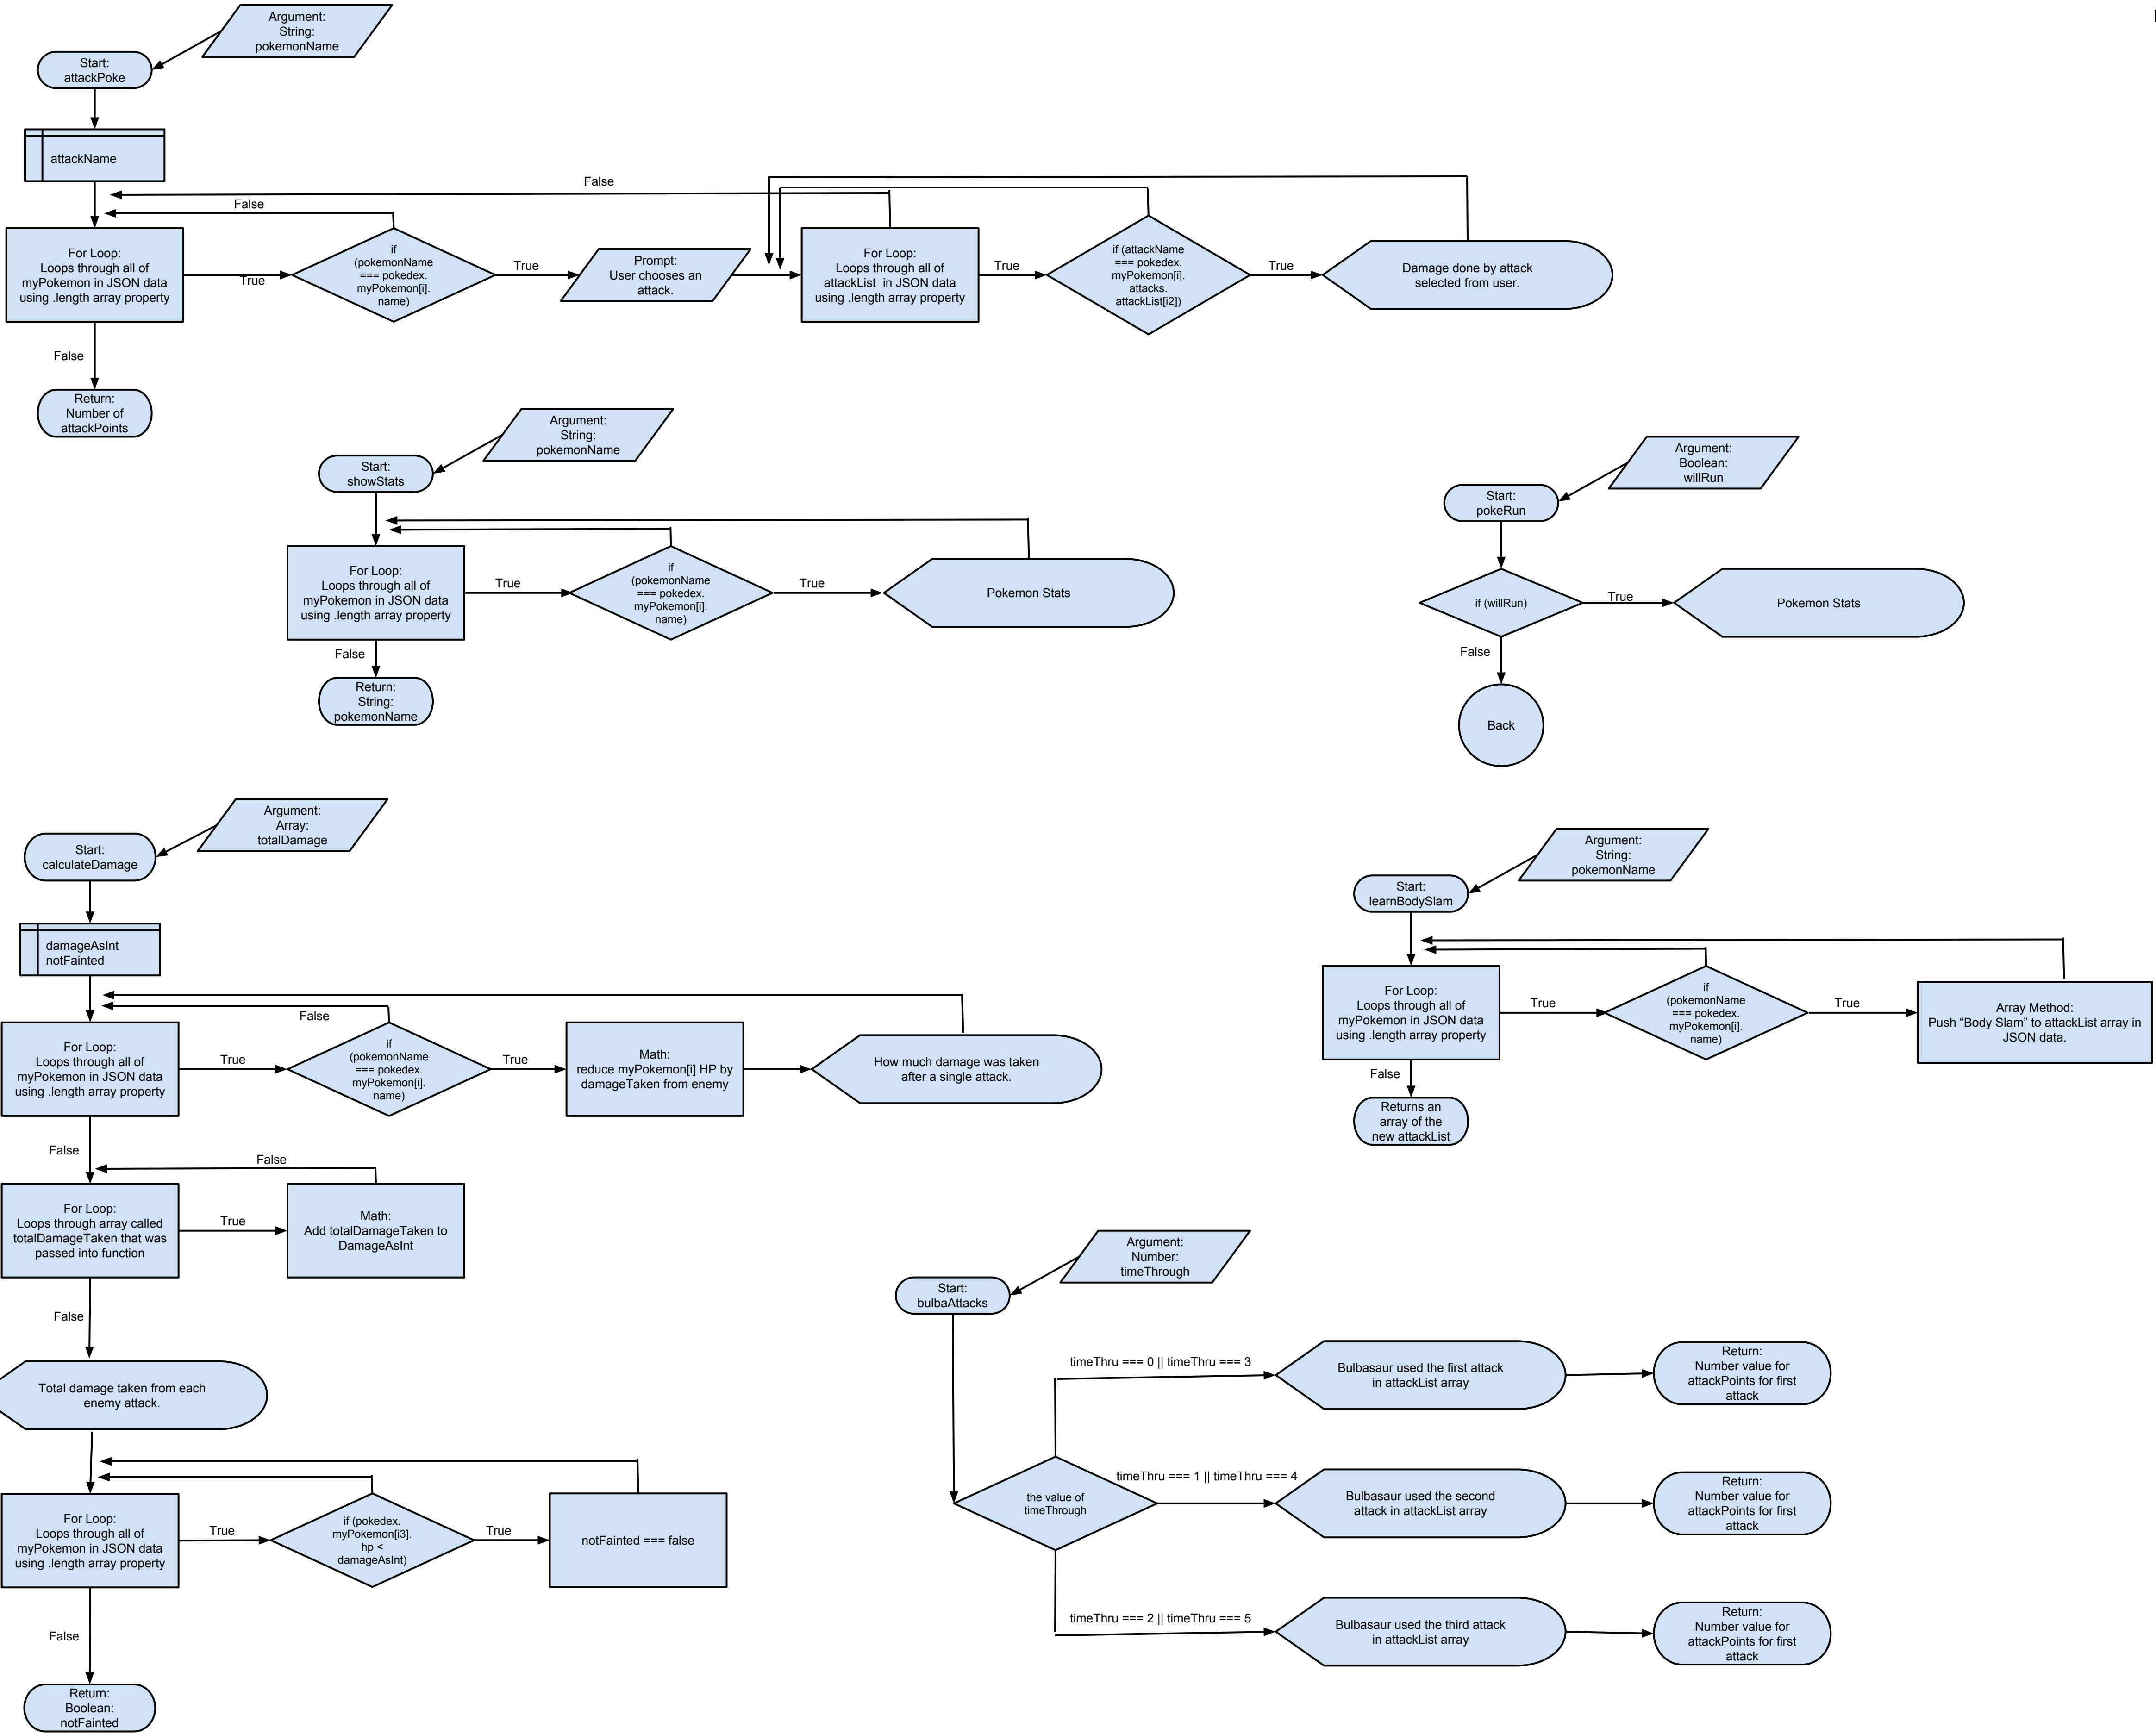 Argument:
String:
pokemonName
Start:
attackPoke
attackName
False
False
For Loop:
Loops through all of
myPokemon in JSON data
using .length array property
True
if
(pokemonName
=== pokedex.
myPokemon[i].
name)
True
Prompt:
User chooses an
attack.
For Loop:
Loops through all of
attackList in JSON data
using .length array property
True
if (attackName
=== pokedex.
myPokemon[i].
attacks.
attackList[i2])
True
Damage done by attack
selected from user.
False
Return:
Number of
attackPoints
Argument:
String:
pokemonName
Start:
showStats
For Loop:
Loops through all of
myPokemon in JSON data
using .length array property
True
if
(pokemonName
=== pokedex.
myPokemon[i].
name)
True
Pokemon Stats
False
Return:
String:
pokemonName
Argument:
Boolean:
willRun
Start:
pokeRun
if (willRun)
True
Pokemon Stats
False
Back
Argument:
Array:
totalDamage
Start:
calculateDamage
damageAsInt
notFainted
False
For Loop:
Loops through all of
myPokemon in JSON data
using .length array property
True
if
(pokemonName
=== pokedex.
myPokemon[i].
name)
True
Math:
reduce myPokemon[i] HP by
damageTaken from enemy
How much damage was taken
after a single attack.
False
False
For Loop:
Loops through array called
totalDamageTaken that was
passed into function
True
Math:
Add totalDamageTaken to
DamageAsInt
False
Total damage taken from each
enemy attack.
For Loop:
Loops through all of
myPokemon in JSON data
using .length array property
True
if (pokedex.
myPokemon[i3].
hp <
damageAsInt)
True
notFainted === false
False
Return:
Boolean:
notFainted
Argument:
String:
pokemonName
Start:
learnBodySlam
For Loop:
Loops through all of
myPokemon in JSON data
using .length array property
True
if
(pokemonName
=== pokedex.
myPokemon[i].
name)
True
Array Method:
Push “Body Slam” to attackList array in
JSON data.
False
Returns an
array of the
new attackList
Argument:
Number:
timeThrough
Start:
bulbaAttacks
the value of
timeThrough
timeThru === 0 || timeThru === 3
Bulbasaur used the first attack
in attackList array
Return:
Number value for
attackPoints for first
attack
timeThru === 1 || timeThru === 4
Bulbasaur used the second
attack in attackList array
Return:
Number value for
attackPoints for first
attack
timeThru === 2 || timeThru === 5
Bulbasaur used the third attack
in attackList array
Return:
Number value for
attackPoints for first
attack